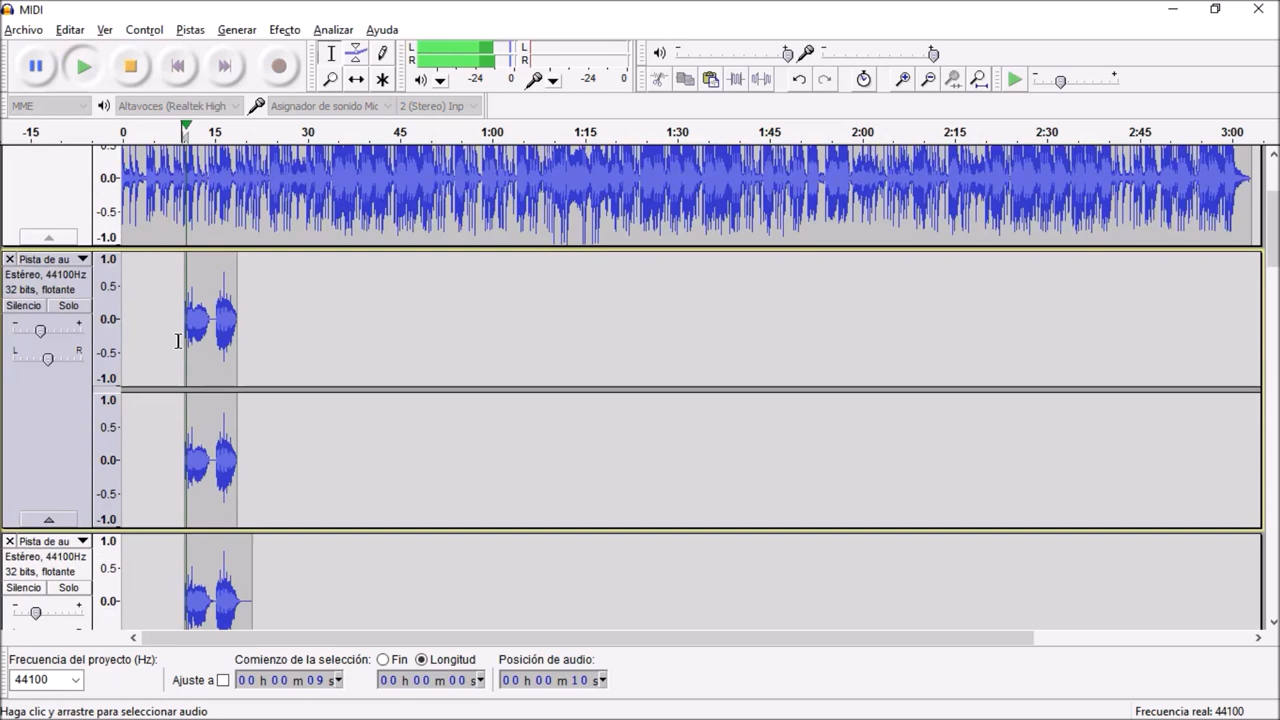 MIDI
Archivo Editar Ver Control Pistas Generar Efecto Analizar Ayuda
L
R
-24 0
L
R
-24 0
MME Altavoces (Realtek High Asignador de sonido Mic 2 (Stereo) Inp
-15 0 15 30 45 1:00 1:15 1:30 1:45 2:00 2:15 2:30 2:45 3:00
0.5
0.0
-0.5
-1.0
Pista de au
Estéreo, 44100Hz
32 bits, flotante
Silencio Solo
- +
L R
1.0
0.5
0.0
-0.5
-1.0
1.0
0.5
0.0
-0.5
-1.0
Pista de au
Estéreo, 44100Hz
32 bits, flotante
Silencio Solo
- +
1.0
0.5
0.0
Frecuencia del proyecto (Hz): Comienzo de la selección: Fin Longitud Posición de audio:
44100 Ajuste a 00 h 00 m 09 s 00 h 00 m 00 s 00 h 00 m 10 s
Haga clic y arrastre para seleccionar audio Frecuencia real: 44100